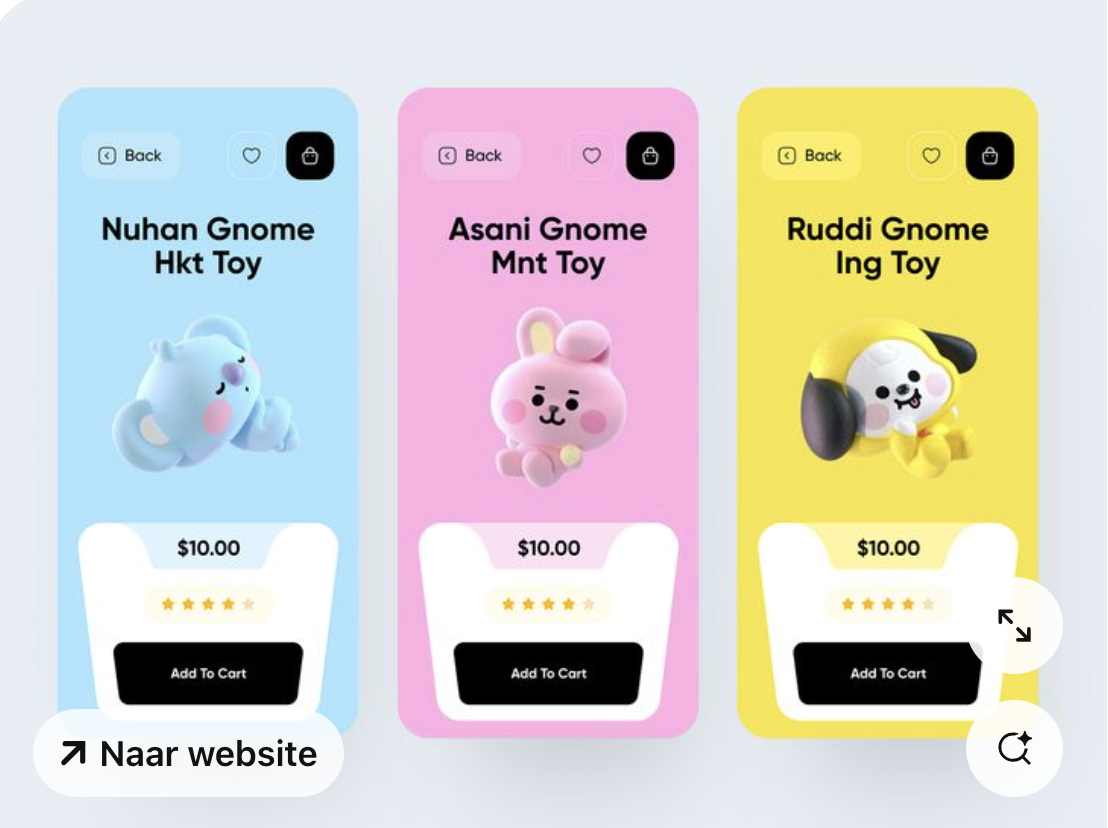 Back
Back
Back
Nuhan Gnome
Hkt Toy
Asani Gnome
Mnt Toy
Ruddi Gnome
Ing Toy
$10.00
$10.00
$10.00
Add To Cart
Add To Cart
Add To Cart
Naar website